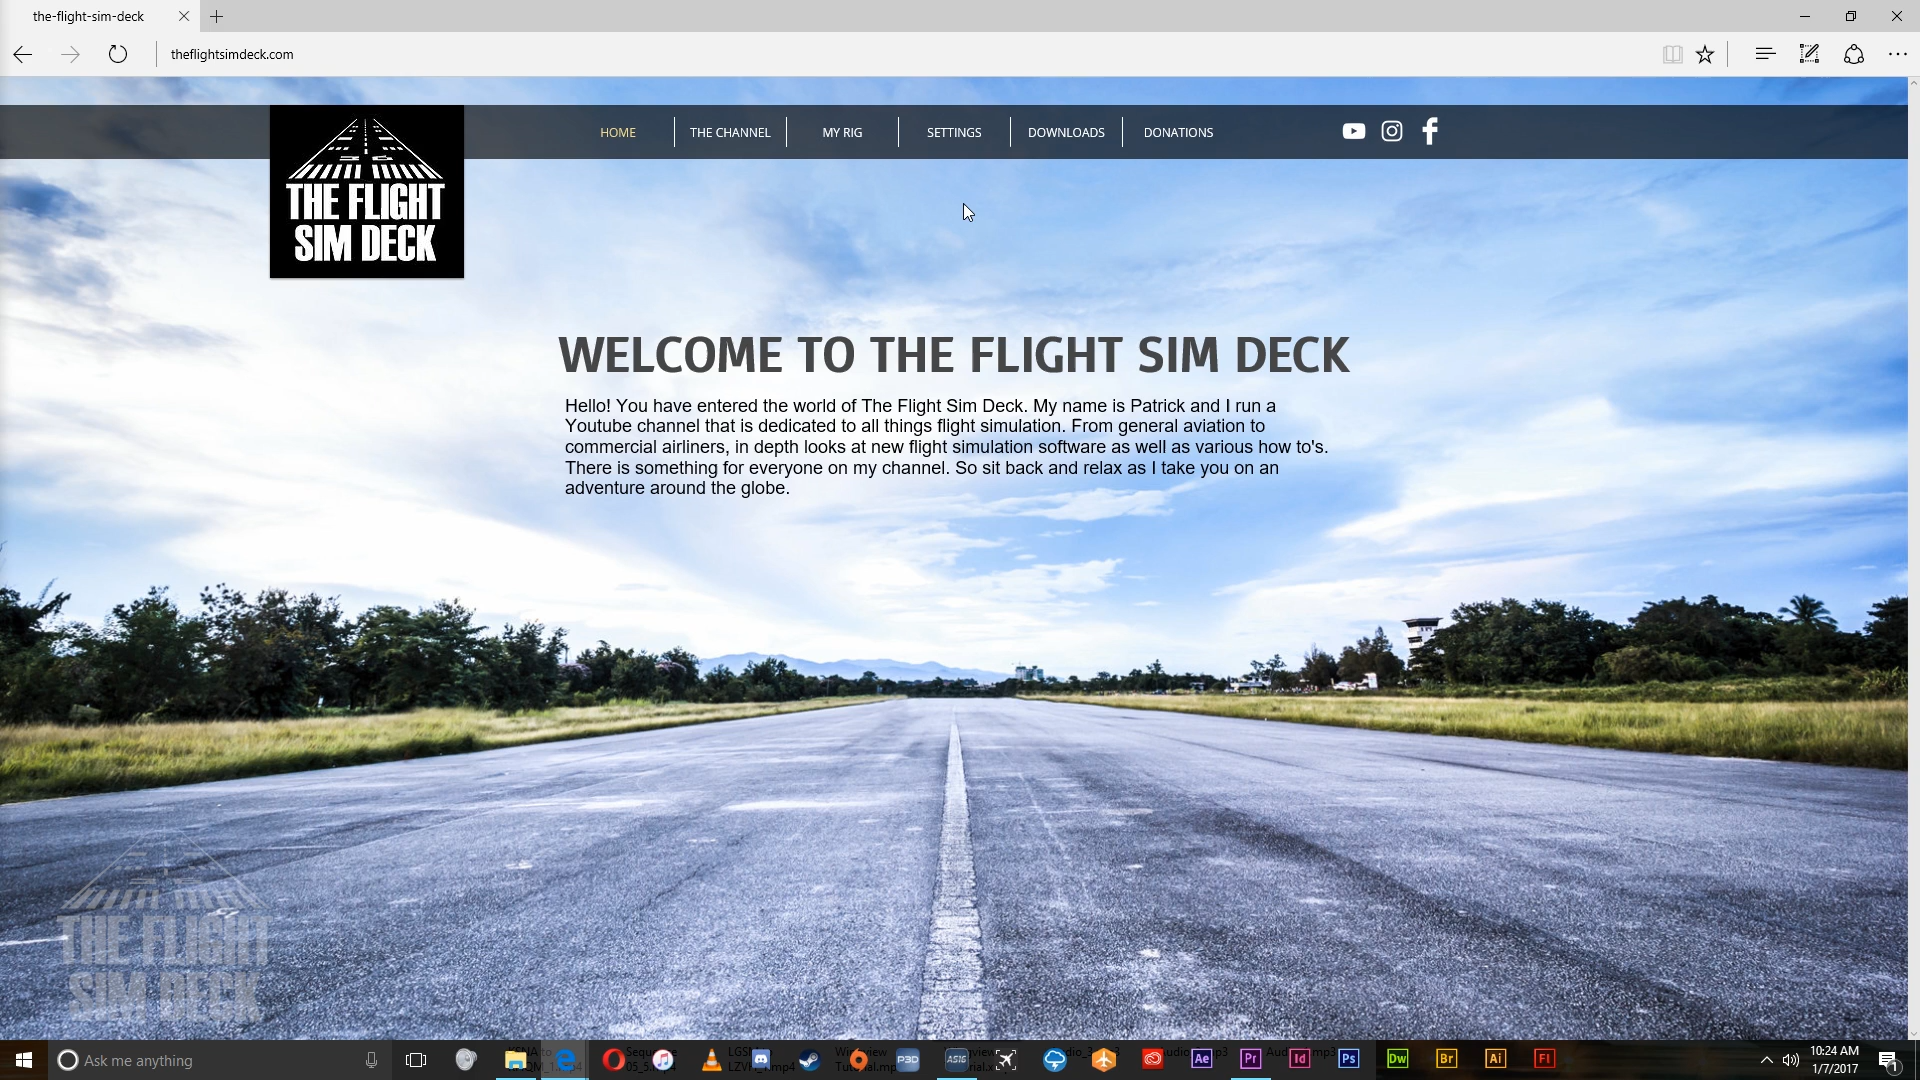 the-flight-sim-deck
theflightsimdeck.com
THE FLIGHT
SIM DECK
HOME
THE CHANNEL
MY RIG
SETTINGS
DOWNLOADS
DONATIONS
WELCOME TO THE FLIGHT SIM DECK
Hello! You have entered the world of The Flight Sim Deck. My name is Patrick and I run a
Youtube channel that is dedicated to all things flight simulation. From general aviation to
commercial airliners, in depth looks at new flight simulation software as well as various how to's.
There is something for everyone on my channel. So sit back and relax as I take you on an
adventure around the globe.
THE FLIGHT
SIM DECK
Ask me anything
P3D
ASIG
Ae
Pr
Id
Ps
Dw
Br
Ai
Fl
10:24 AM
1/7/2017
1